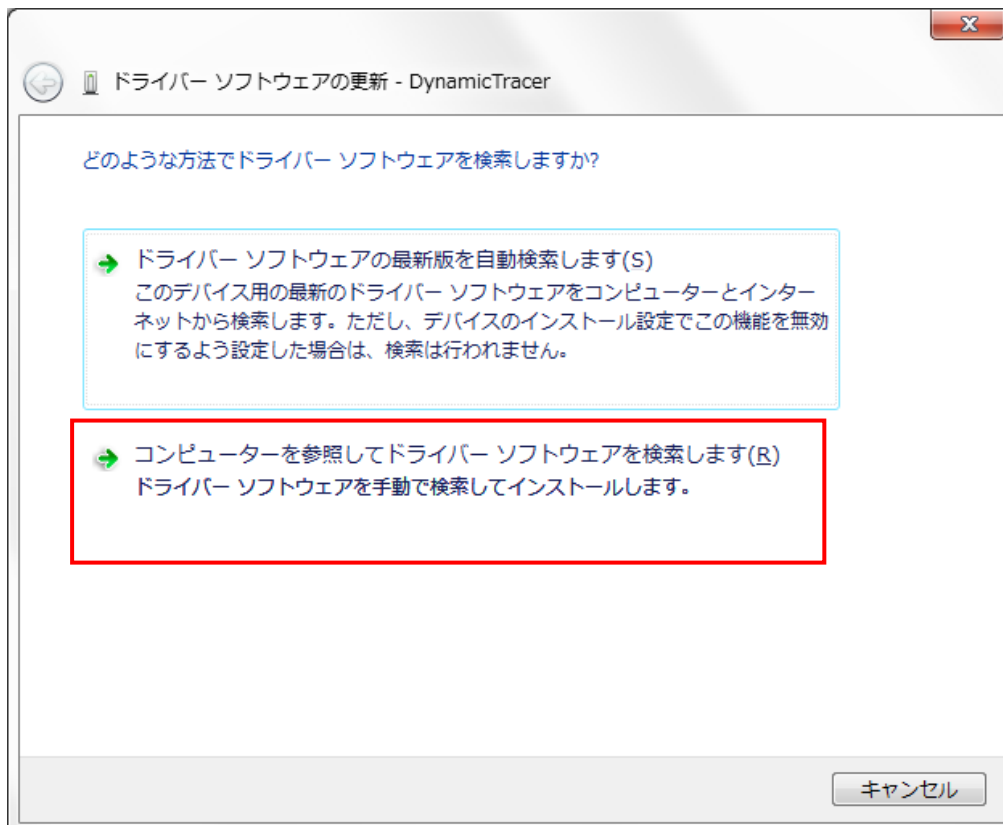 ドライバー ソフトウェアの更新 - DynamicTracer
どのような方法でドライバー ソフトウェアを検索しますか?
ドライバー ソフトウェアの最新版を自動検索します(S)
このデバイス用の最新のドライバー ソフトウェアをコンピューターとインター
ネットから検索します。ただし、デバイスのインストール設定でこの機能を無効
にするよう設定した場合は、検索は行われません。
コンピューターを参照してドライバー ソフトウェアを検索します(R)
ドライバー ソフトウェアを手動で検索してインストールします。
キャンセル